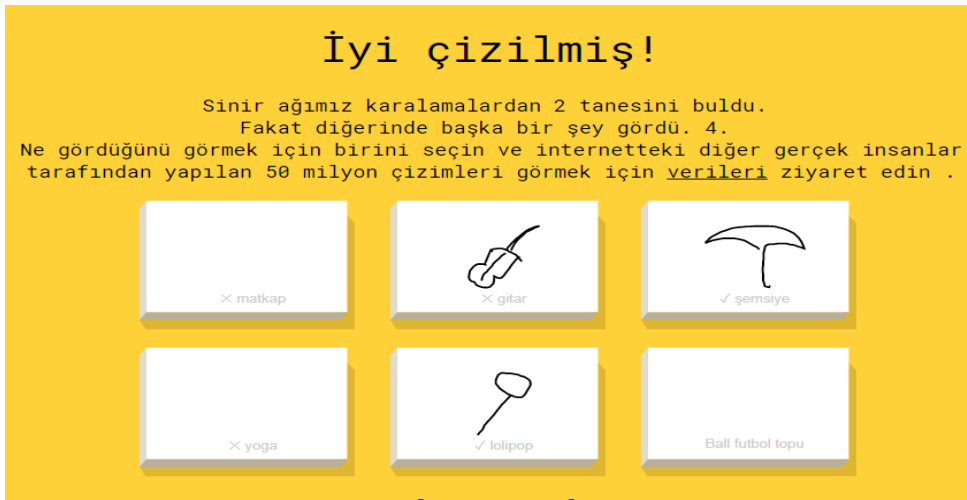 İyi çizilmiş!
Sinir ağımız karalamalardan 2 tanesini buldu.
Fakat diğerinde başka bir şey gördü. 4.
Ne gördüğünü görmek için birini seçin ve internetteki diğer gerçek insanlar
tarafından yapılan 50 milyon çizimleri görmek için verileri ziyaret edin .
× matkap
× gitar
✓ şemsiye
× yoga
✓ lolipop
Ball futbol topu